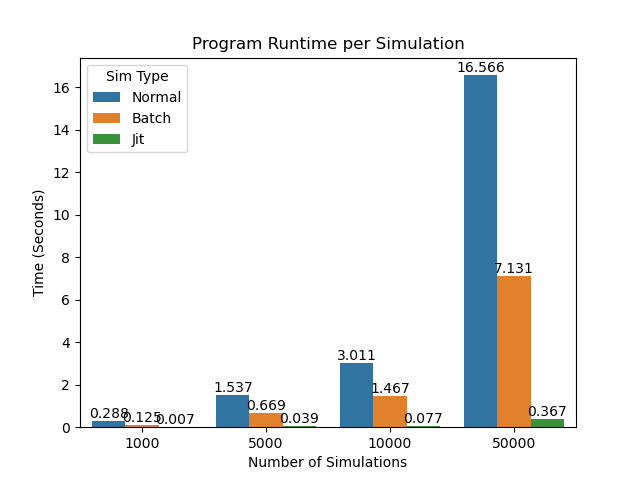 Program Runtime per Simulation
Sim Type
Normal
Batch
Jit
16.566
7.131
0.367
3.011
1.467
0.077
1.537
0.669
0.039
0.288
0.125
0.007
16
14
12
10
8
6
4
2
0
Time (Seconds)
1000 5000 10000 50000
Number of Simulations